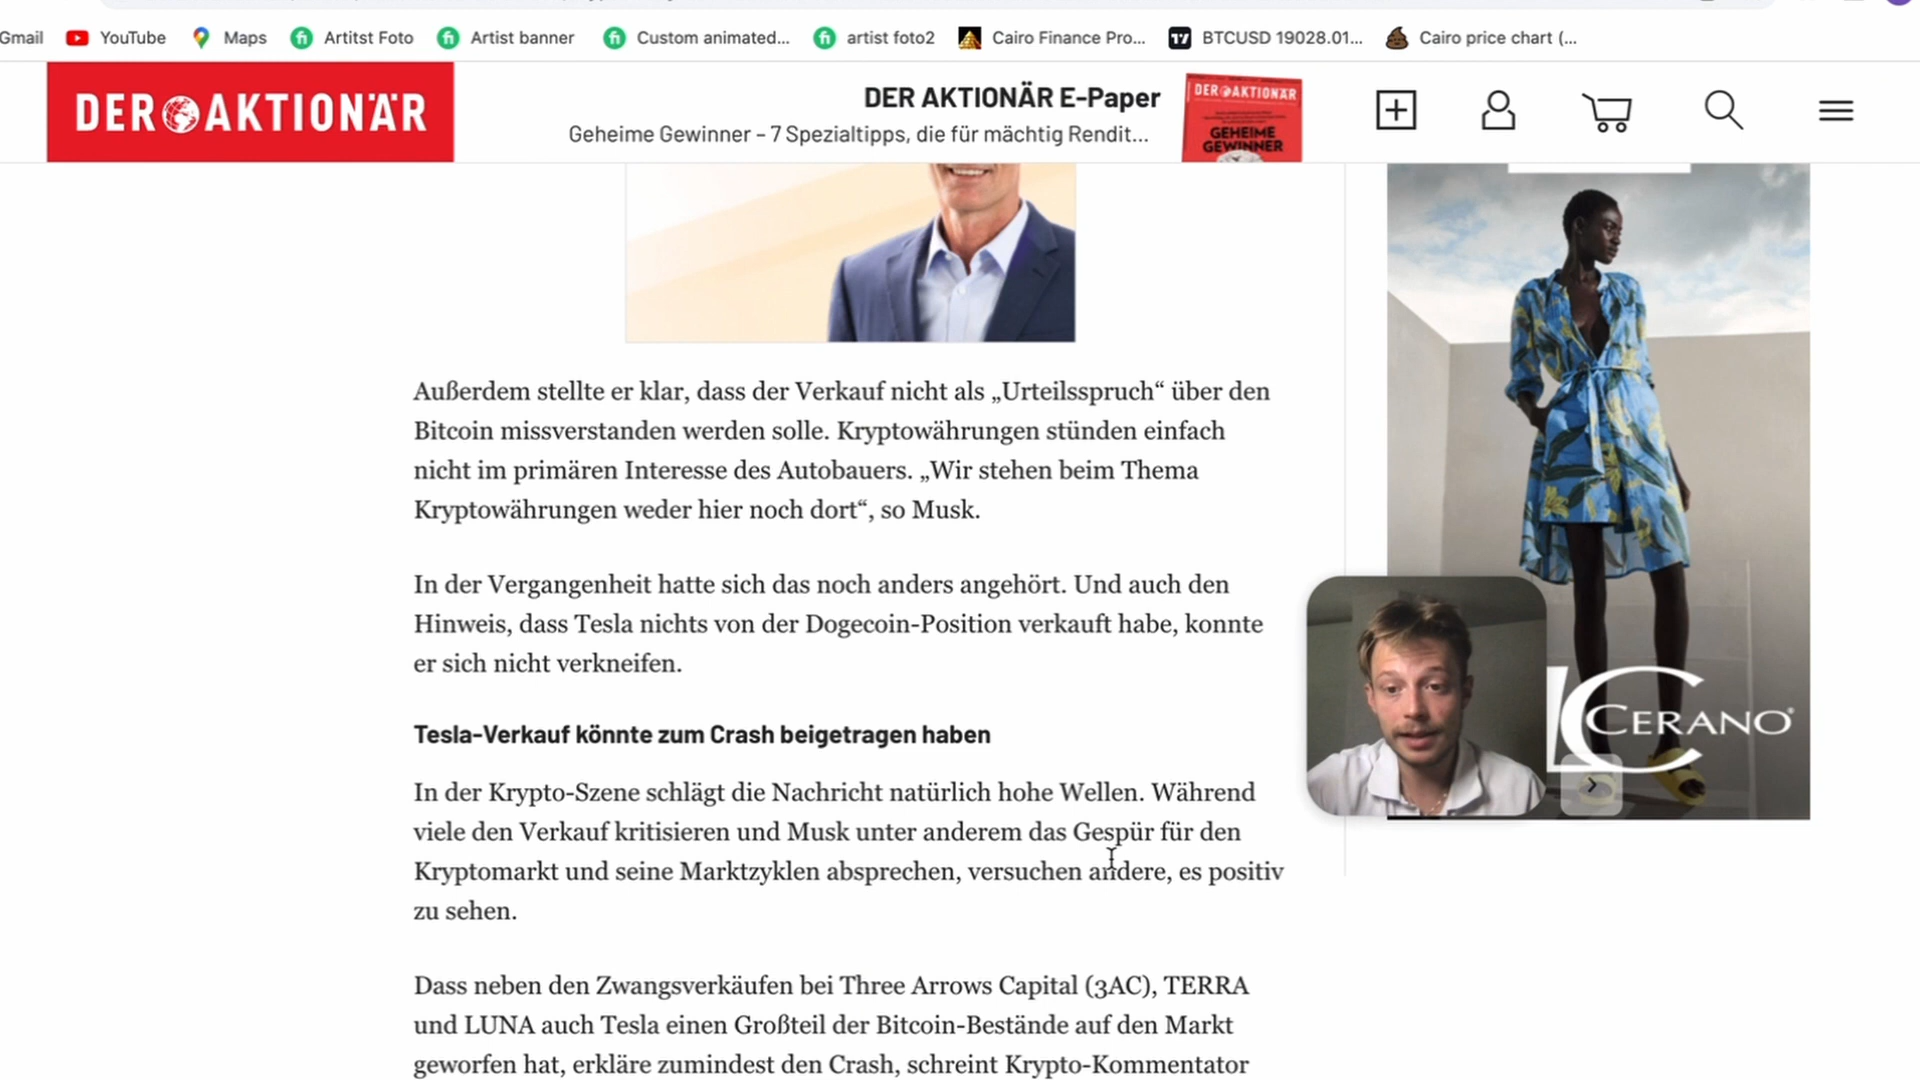 Gmail
YouTube
Maps
Artitst Foto
Artist banner
Custom animated...
artist foto2
Cairo Finance Pro...
BTCUSD 19028.01...
Cairo price chart (...
DER AKTIONÄR
DER AKTIONÄR E-Paper
Geheime Gewinner – 7 Spezialtipps, die für mächtig Rendit...
DER AKTIONÄR
GEHEIME
GEWINNER
Außerdem stellte er klar, dass der Verkauf nicht als „Urteilsspruch“ über den
Bitcoin missverstanden werden solle. Kryptowährungen stünden einfach
nicht im primären Interesse des Autobauers. „Wir stehen beim Thema
Kryptowährungen weder hier noch dort“, so Musk.
In der Vergangenheit hatte sich das noch anders angehört. Und auch den
Hinweis, dass Tesla nichts von der Dogecoin-Position verkauft habe, konnte
er sich nicht verkneifen.
Tesla-Verkauf könnte zum Crash beigetragen haben
In der Krypto-Szene schlägt die Nachricht natürlich hohe Wellen. Während
viele den Verkauf kritisieren und Musk unter anderem das Gespür für den
Kryptomarkt und seine Marktzyklen absprechen, versuchen andere, es positiv
zu sehen.
Dass neben den Zwangsverkäufen bei Three Arrows Capital (3AC), TERRA
und LUNA auch Tesla einen Großteil der Bitcoin-Bestände auf den Markt
geworfen hat, erkläre zumindest den Crash, schreint Krypto-Kommentator
LC CERANO